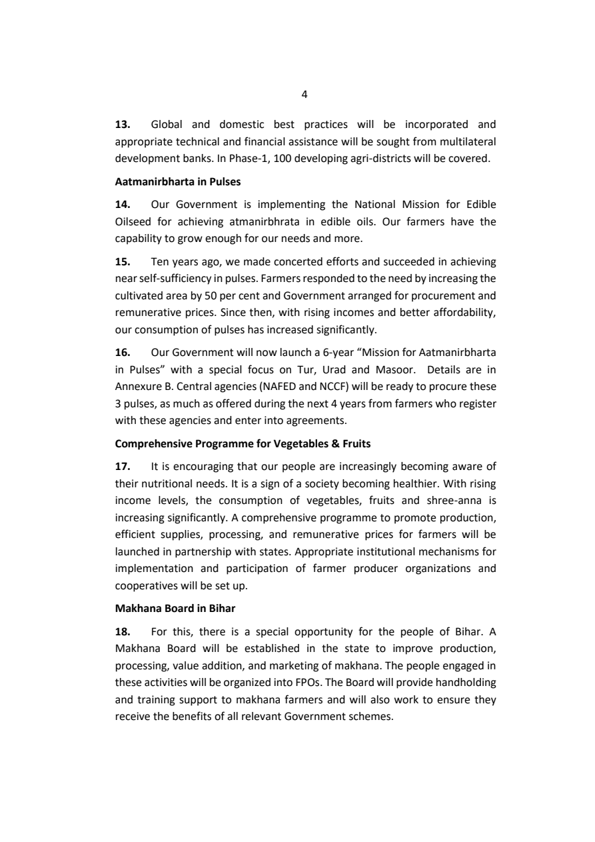 4
13. Global and domestic best practices will be incorporated and
appropriate technical and financial assistance will be sought from multilateral
development banks. In Phase-1, 100 developing agri-districts will be covered.
Aatmanirbharta in Pulses
14. Our Government is implementing the National Mission for Edible
Oilseed for achieving atmanirbhrata in edible oils. Our farmers have the
capability to grow enough for our needs and more.
15. Ten years ago, we made concerted efforts and succeeded in achieving
near self-sufficiency in pulses. Farmers responded to the need by increasing the
cultivated area by 50 per cent and Government arranged for procurement and
remunerative prices. Since then, with rising incomes and better affordability,
our consumption of pulses has increased significantly.
16. Our Government will now launch a 6-year “Mission for Aatmanirbharta
in Pulses” with a special focus on Tur, Urad and Masoor. Details are in
Annexure B. Central agencies (NAFED and NCCF) will be ready to procure these
3 pulses, as much as offered during the next 4 years from farmers who register
with these agencies and enter into agreements.
Comprehensive Programme for Vegetables & Fruits
17. It is encouraging that our people are increasingly becoming aware of
their nutritional needs. It is a sign of a society becoming healthier. With rising
income levels, the consumption of vegetables, fruits and shree-anna is
increasing significantly. A comprehensive programme to promote production,
efficient supplies, processing, and remunerative prices for farmers will be
launched in partnership with states. Appropriate institutional mechanisms for
implementation and participation of farmer producer organizations and
cooperatives will be set up.
Makhana Board in Bihar
18. For this, there is a special opportunity for the people of Bihar. A
Makhana Board will be established in the state to improve production,
processing, value addition, and marketing of makhana. The people engaged in
these activities will be organized into FPOs. The Board will provide handholding
and training support to makhana farmers and will also work to ensure they
receive the benefits of all relevant Government schemes.